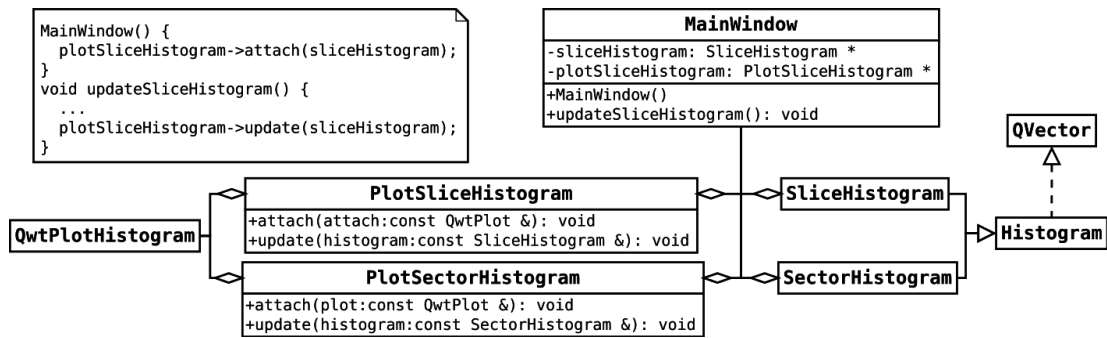 MainWindow() {
  plotSliceHistogram->attach(sliceHistogram);
}
void updateSliceHistogram() {
  ...
  plotSliceHistogram->update(sliceHistogram);
}
MainWindow
-sliceHistogram: SliceHistogram *
-plotSliceHistogram: PlotSliceHistogram *
+MainWindow()
+updateSliceHistogram(): void
QVector
PlotSliceHistogram
+attach(attach:const QwtPlot &): void
+update(histogram:const SliceHistogram &): void
SliceHistogram
QwtPlotHistogram
Histogram
PlotSectorHistogram
+attach(plot:const QwtPlot &): void
+update(histogram:const SectorHistogram &): void
SectorHistogram